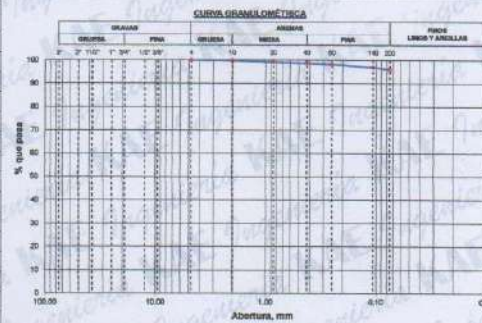 CURVA GRANULOMÉTRICA
GRAVAS ARENAS FINOS
GRUESA FINA GRUESA MEDIA FINA LIMOS Y ARCILLAS
3" 2" 1 1/2" 1" 3/4" 1/2" 3/8" 4 10 20 40 60 140 200
100
90
80
70
60
50
40
30
20
10
0
% que pasa
100.00 10.00 1.00 0.10
Abertura, mm
KAE Ingeniería